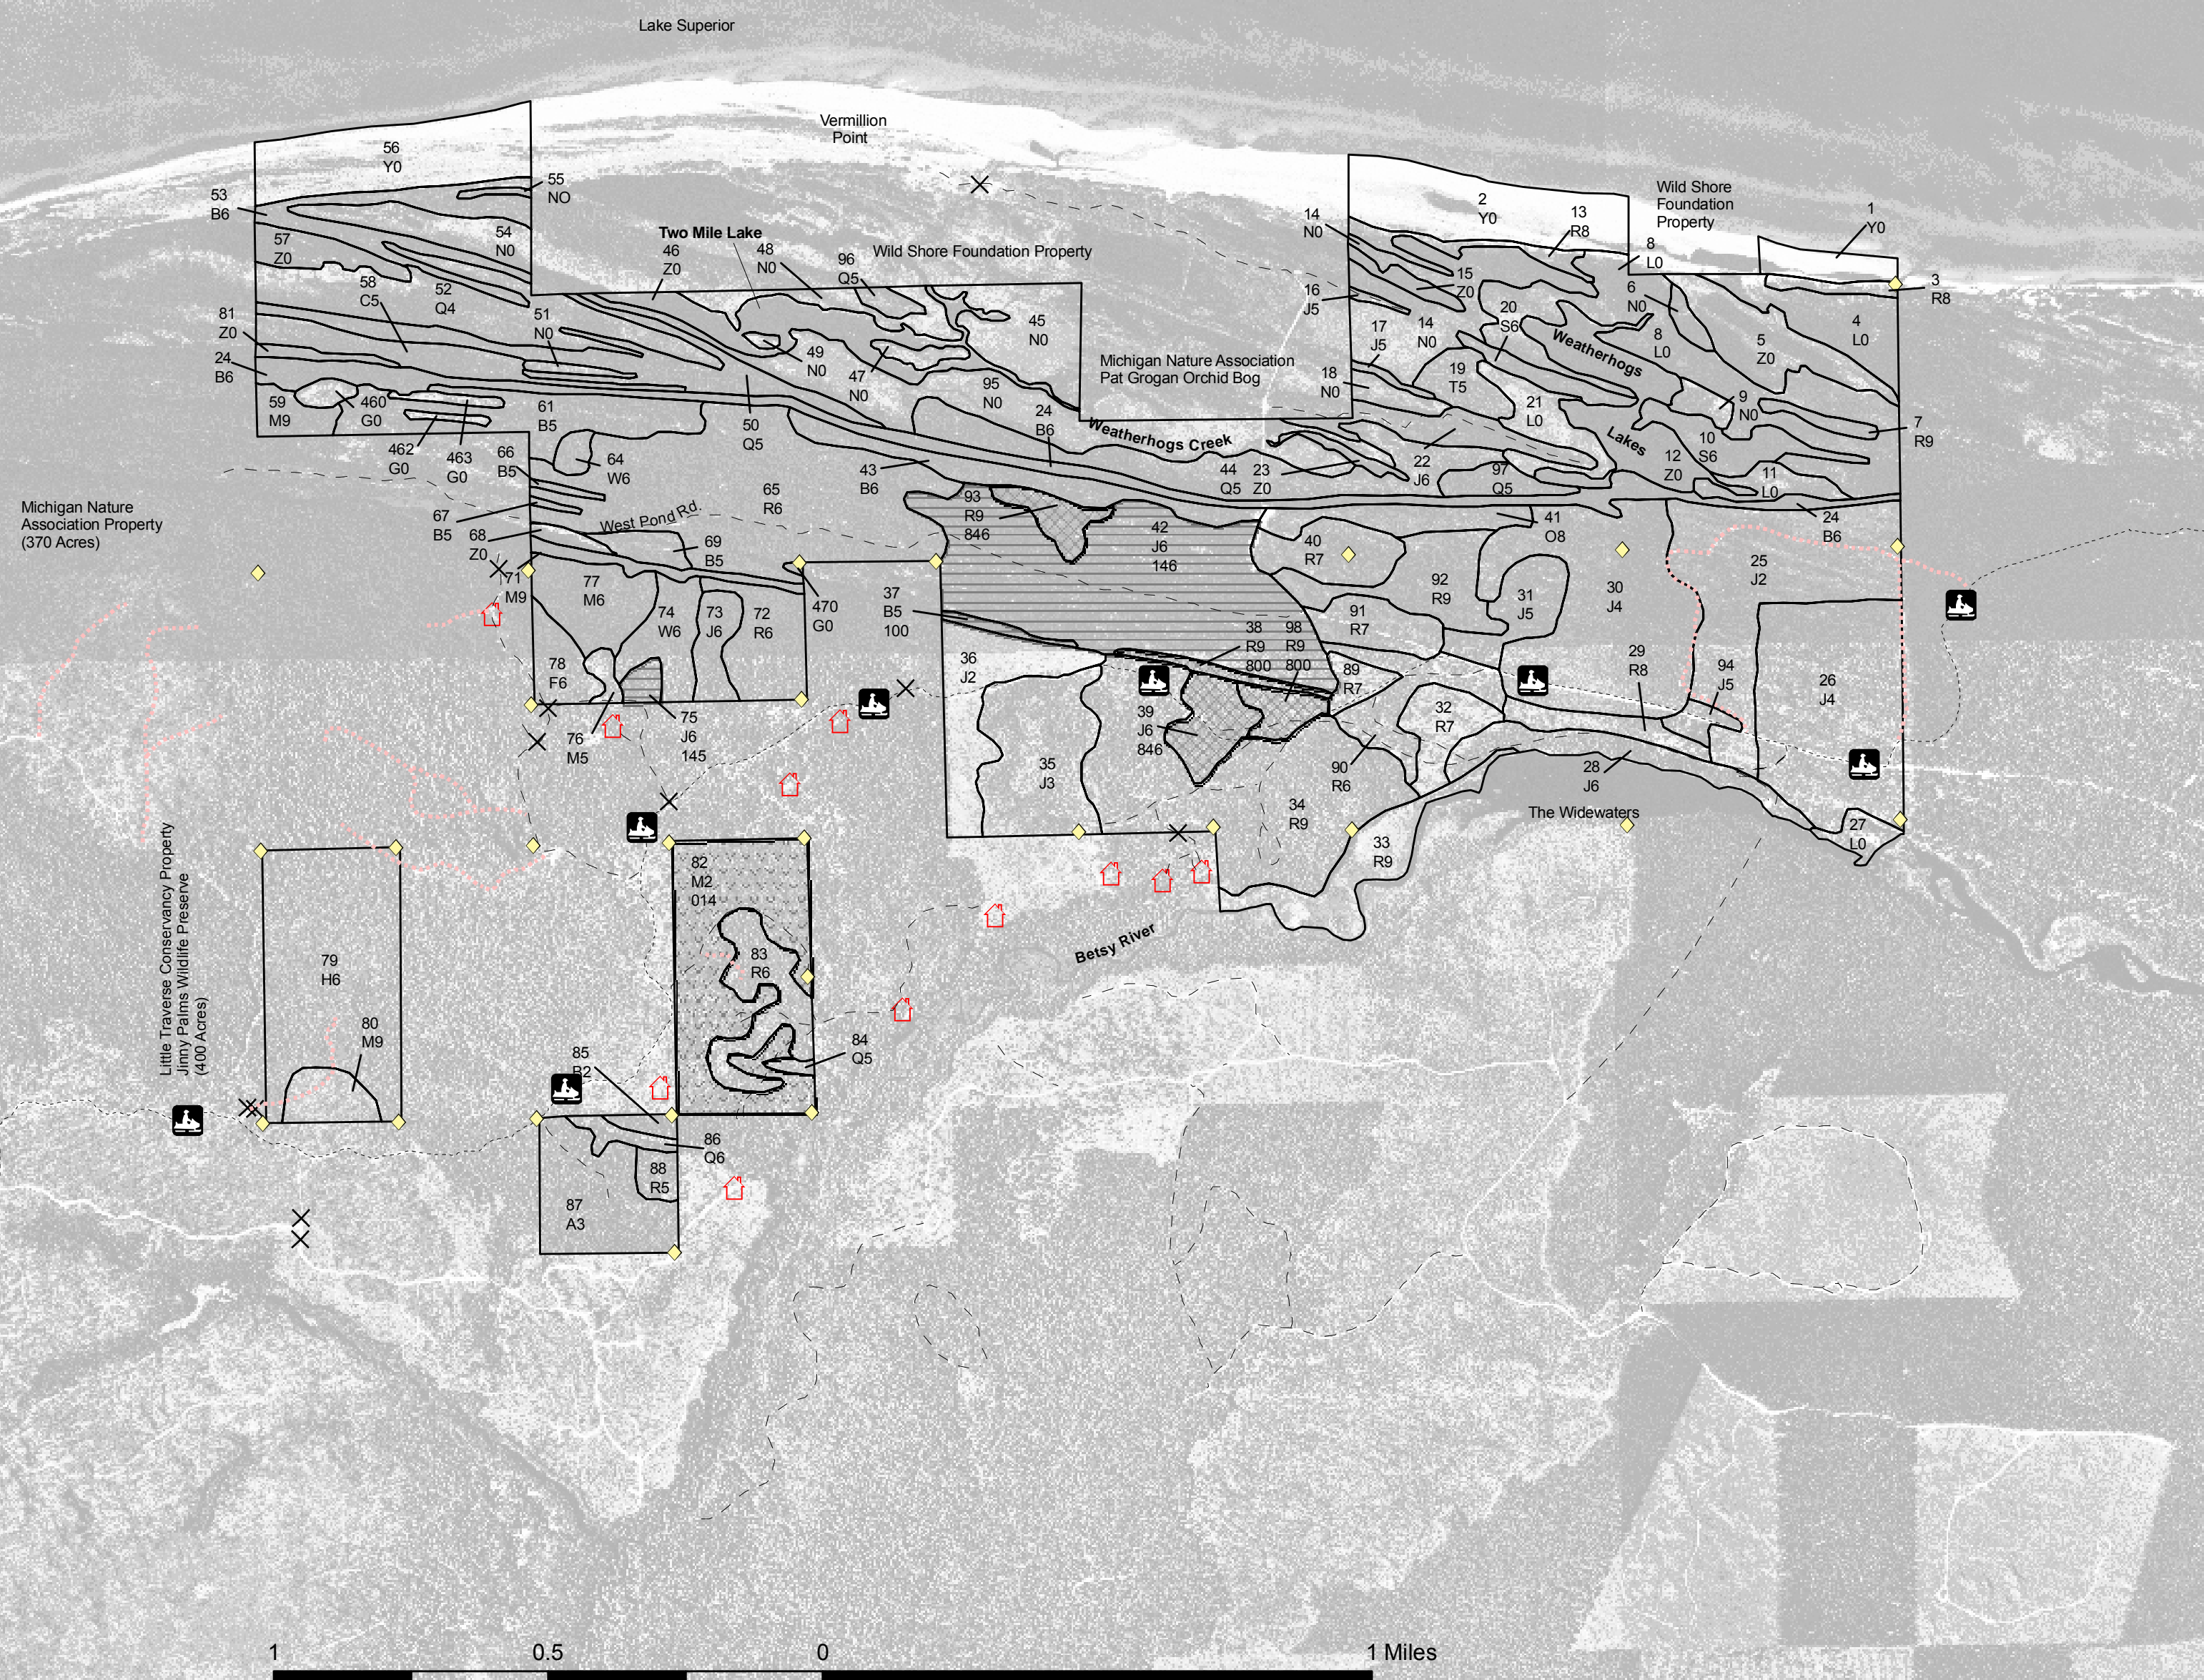 Lake Superior
Vermillion
Point
56
Y0
55
NO
53
B6
54
N0
57
Z0
58
C5
52
Q4
81
Z0
51
N0
24
B6
59
M9
460
G0
462
G0
463
G0
61
B5
Two Mile Lake
46
Z0
48
N0
96
Q5
Wild Shore Foundation Property
45
N0
49
N0
47
N0
95
N0
50
Q5
24
B6
Michigan Nature Association
Pat Grogan Orchid Bog
Weatherhogs Creek
14
N0
2
Y0
13
R8
Wild Shore
Foundation
Property
1
Y0
8
L0
3
R8
15
Z0
16
J5
6
N0
20
S6
4
L0
17
J5
14
N0
8
L0
5
Z0
Weatherhogs
19
T5
18
N0
9
N0
21
L0
7
R9
Lakes
10
S6
12
Z0
11
L0
22
J6
97
Q5
44
Q5
23
Z0
24
B6
66
B5
64
W6
65
R6
43
B6
67
B5
West Pond Rd.
68
Z0
69
B5
Michigan Nature
Association Property
(370 Acres)
93
R9
846
42
J6
146
40
R7
41
O8
92
R9
31
J5
30
J4
25
J2
71
M9
77
M6
74
W6
73
J6
72
R6
470
G0
37
B5
100
91
R7
38
R9
800
98
R9
800
36
J2
89
R7
29
R8
94
J5
26
J4
78
F6
76
M5
75
J6
145
39
J6
846
32
R7
35
J3
90
R6
28
J6
34
R9
The Widewaters
33
R9
27
L0
Little Traverse Conservancy Property
Jinny Palms Wildlife Preserve
(400 Acres)
82
M2
014
83
R6
79
H6
80
M9
84
Q5
Betsy River
85
B2
86
Q6
88
R5
87
A3
1
0.5
0
1 Miles